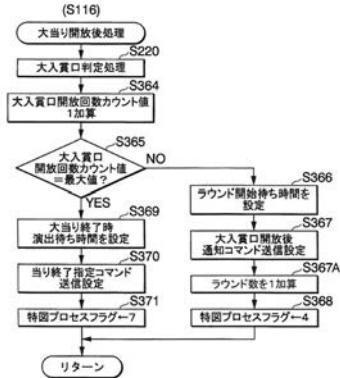 (S116)
大当り開放後処理
S220
大入賞口判定処理
S364
大入賞口開放回数カウント値
1加算
S365
大入賞口
開放回数カウント値
=最大値?
NO
YES
S366
ラウンド開始待ち時間を
設定
S367
大入賞口開放後
通知コマンド送信設定
S367A
ラウンド数を1加算
S368
特図プロセスフラグ←4
S369
大当り終了時
演出待ち時間を設定
S370
当り終了指定コマンド
送信設定
S371
特図プロセスフラグ←7
リターン